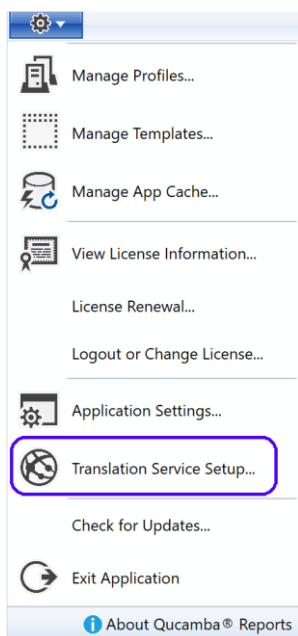 Manage Profiles...
Manage Templates...
Manage App Cache...
View License Information...
License Renewal...
Logout or Change License...
Application Settings...
Translation Service Setup...
Check for Updates...
Exit Application
About Qucamba® Reports